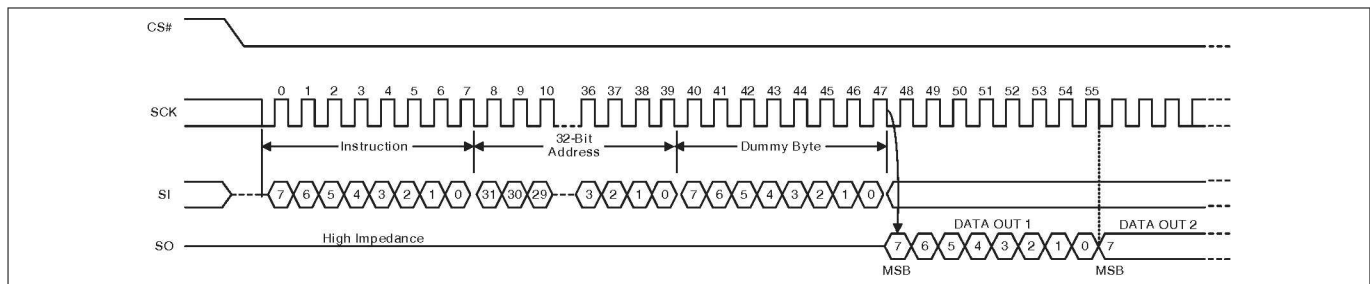 CS#
0 1 2 3 4 5 6 7 8 9 10 36 37 38 39 40 41 42 43 44 45 46 47 48 49 50 51 52 53 54 55
SCK
Instruction
32-Bit
Address
Dummy Byte
SI
7 6 5 4 3 2 1 0 31 30 29 3 2 1 0 7 6 5 4 3 2 1 0
DATA OUT 1
DATA OUT 2
High Impedance
SO
7 6 5 4 3 2 1 0 7
MSB
MSB